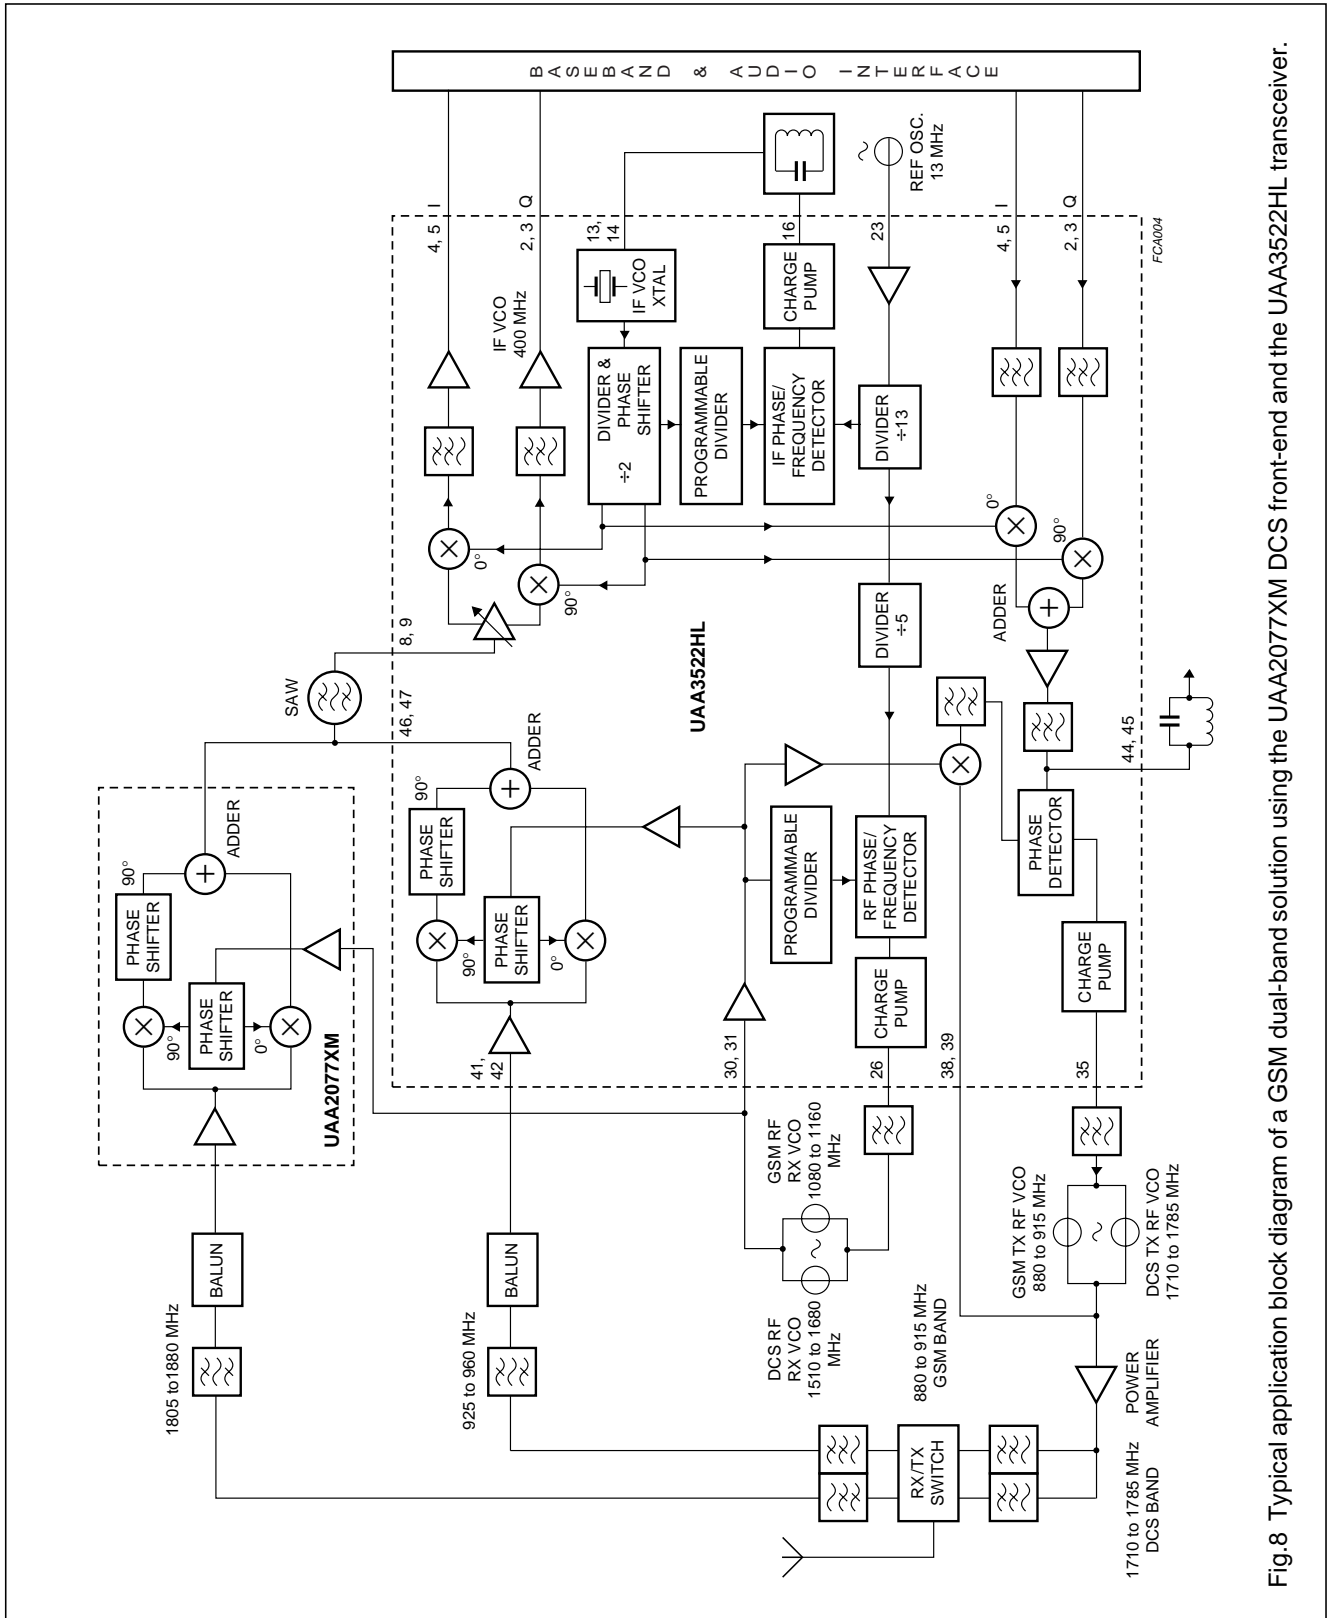 BASEBAND & AUDIO INTERFACE
4, 5 I
2, 3 Q
13,
14
16
23
REF OSC.
13 MHz
4, 5 I
2, 3 Q
FCA004
IF VCO
400 MHz
IF VCO
XTAL
CHARGE
PUMP
DIVIDER &
PHASE
SHIFTER
÷2
PROGRAMMABLE
DIVIDER
IF PHASE/
FREQUENCY
DETECTOR
DIVIDER
÷13
0°
90°
0°
90°
8, 9
SAW
46, 47
UAA3522HL
DIVIDER
÷5
ADDER
44, 45
ADDER
90°
PHASE
SHIFTER
90°
PHASE
SHIFTER
0°
UAA2077XM
ADDER
90°
PHASE
SHIFTER
90°
PHASE
SHIFTER
0°
41,
42
PROGRAMMABLE
DIVIDER
RF PHASE/
FREQUENCY
DETECTOR
CHARGE
PUMP
PHASE
DETECTOR
CHARGE
PUMP
30, 31
26
38, 39
35
GSM RF
RX VCO
1080 to 1160
MHz
DCS RF
RX VCO
1510 to 1680
MHz
GSM TX RF VCO
880 to 915 MHz
DCS TX RF VCO
1710 to 1785 MHz
BALUN
1805 to1880 MHz
BALUN
925 to 960 MHz
880 to 915 MHz
GSM BAND
RX/TX
SWITCH
POWER
AMPLIFIER
1710 to 1785 MHz
DCS BAND
Fig.8 Typical application block diagram of a GSM dual-band solution using the UAA2077XM DCS front-end and the UAA3522HL transceiver.